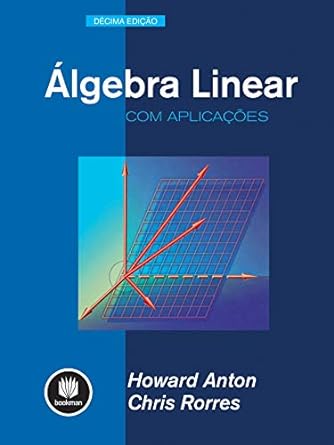 DÉCIMA EDIÇÃO
Álgebra Linear
COM APLICAÇÕES
Howard Anton
Chris Rorres
bookman